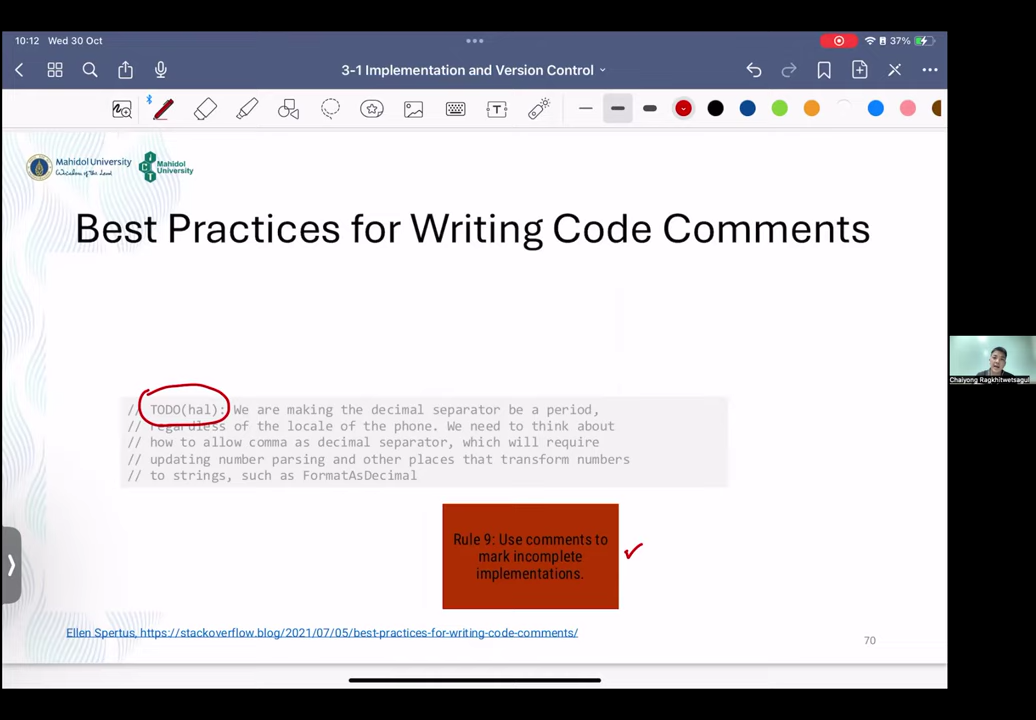 10:12 Wed 30 Oct
37%
3-1 Implementation and Version Control
Mahidol University
Wisdom of the Land
Mahidol
University
Best Practices for Writing Code Comments
// TODO(hal): We are making the decimal separator be a period,
// regardless of the locale of the phone. We need to think about
// how to allow comma as decimal separator, which will require
// updating number parsing and other places that transform numbers
// to strings, such as FormatAsDecimal
Rule 9: Use comments to
mark incomplete
implementations.
Ellen Spertus, https://stackoverflow.blog/2021/07/05/best-practices-for-writing-code-comments/
70
Chaiyong Ragkhitwetsagul